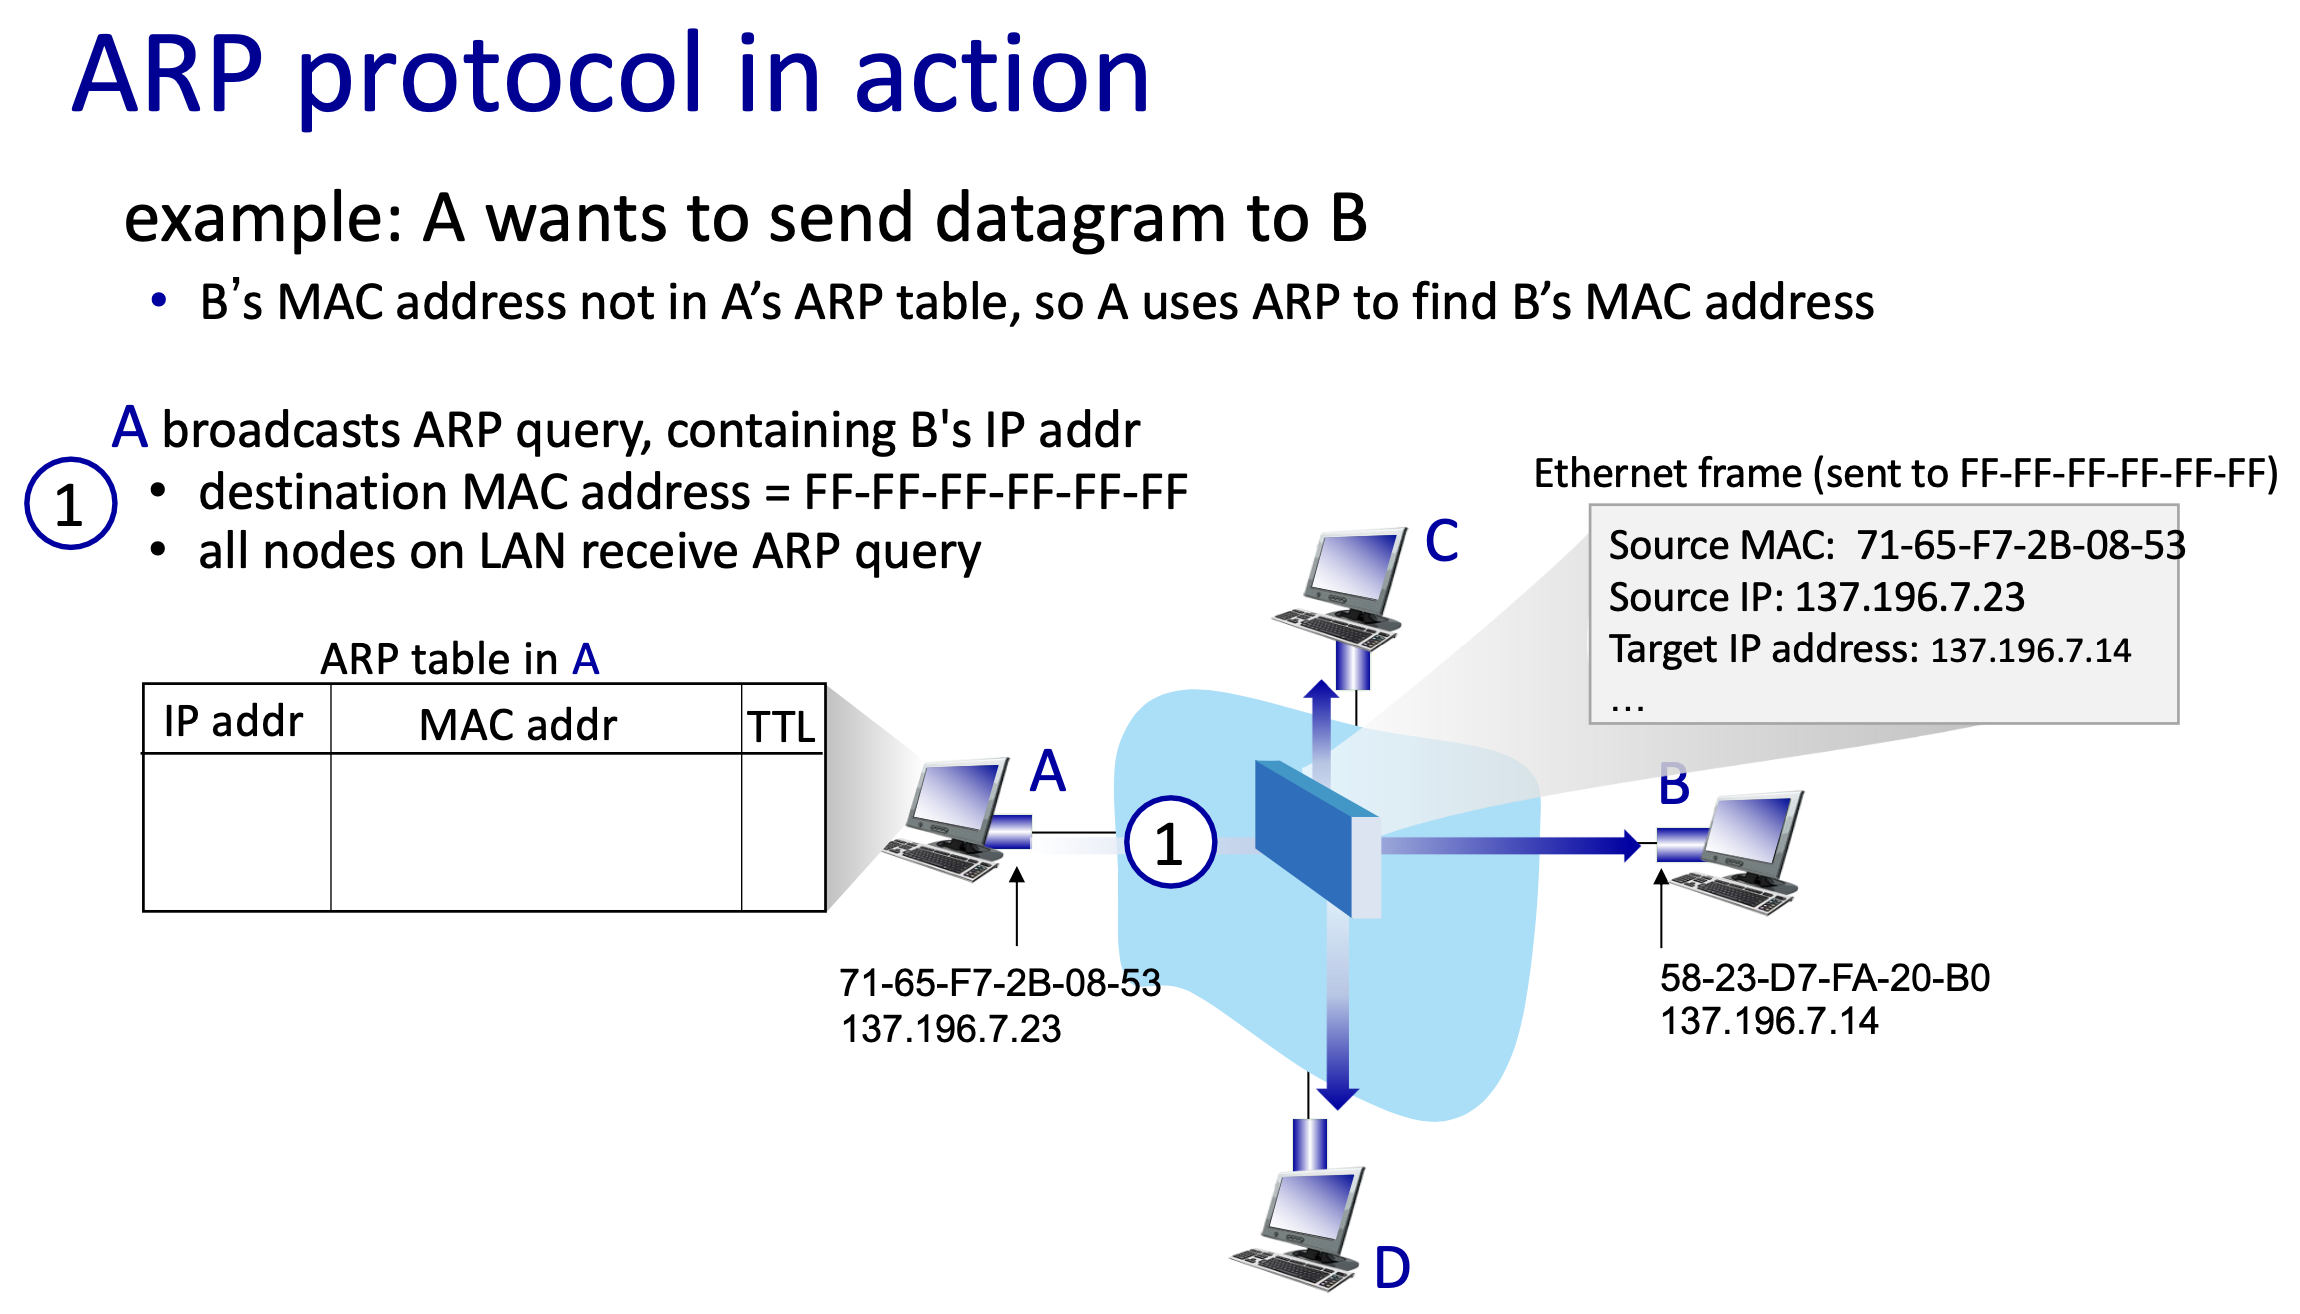 ARP protocol in action
example: A wants to send datagram to B
• B’s MAC address not in A’s ARP table, so A uses ARP to find B’s MAC address
A broadcasts ARP query, containing B's IP addr
1
• destination MAC address = FF-FF-FF-FF-FF-FF
• all nodes on LAN receive ARP query
Ethernet frame (sent to FF-FF-FF-FF-FF-FF)
Source MAC: 71-65-F7-2B-08-53
Source IP: 137.196.7.23
Target IP address: 137.196.7.14
…
C
ARP table in A
IP addr MAC addr TTL
A
B
1
71-65-F7-2B-08-53
137.196.7.23
58-23-D7-FA-20-B0
137.196.7.14
D